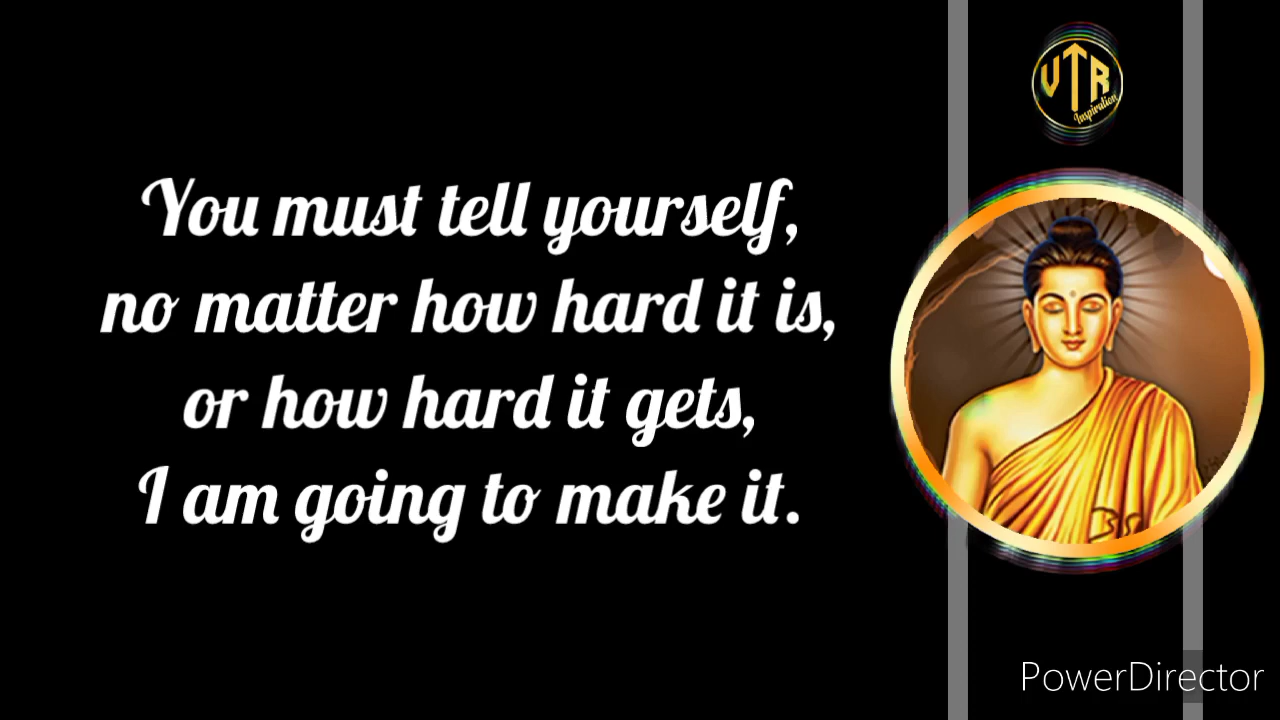 VTR
Inspiration
You must tell yourself,
no matter how hard it is,
or how hard it gets,
I am going to make it.
PowerDirector